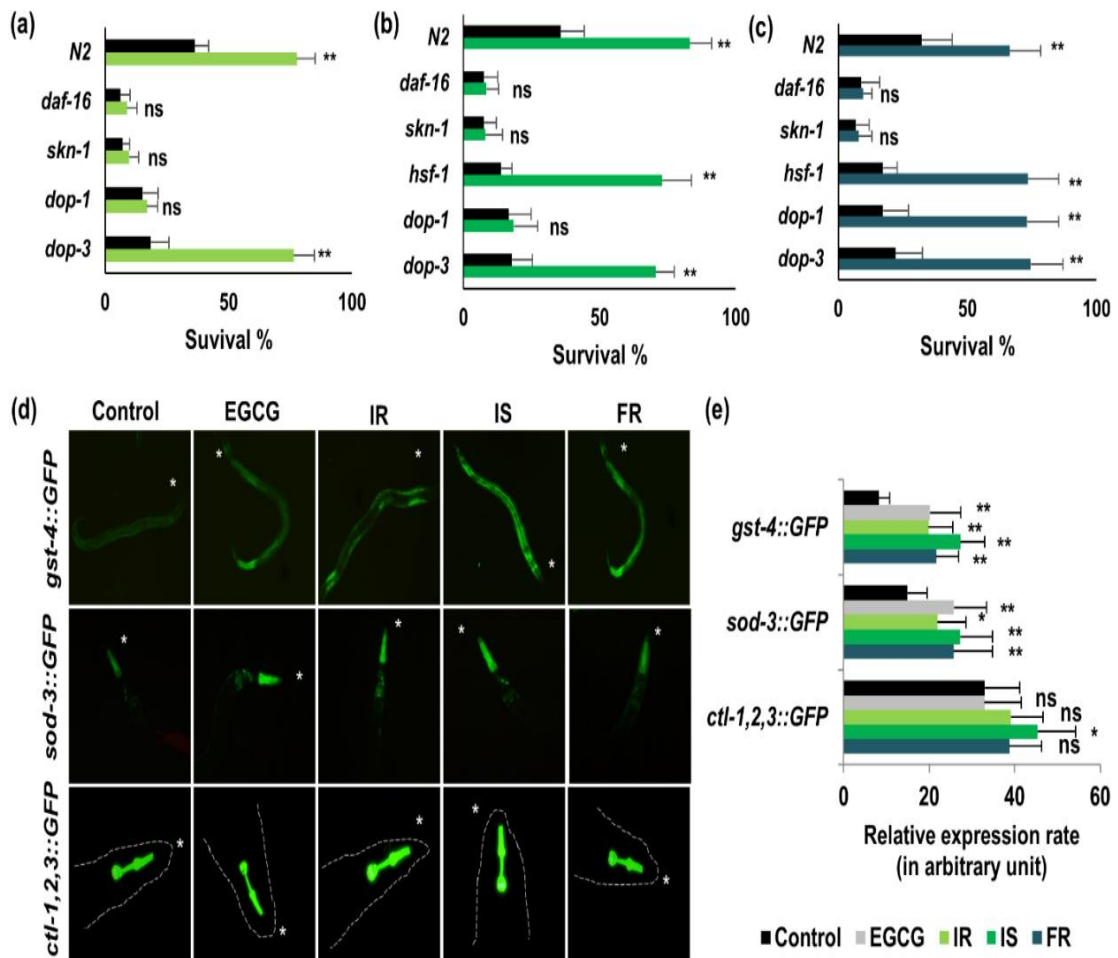 (a)
N2
**
daf-16
ns
skn-1
ns
dop-1
ns
dop-3
**
0 50 100
Suvival %
(b)
N2
**
daf-16
ns
skn-1
ns
hsf-1
**
dop-1
ns
dop-3
**
0 50 100
Survival %
(c)
N2
**
daf-16
ns
skn-1
ns
hsf-1
**
dop-1
**
dop-3
**
0 50 100
Survival %
(d)
Control EGCG IR IS FR
gst-4::GFP
* * * * *
sod-3::GFP
* * * * *
ctl-1,2,3::GFP
* * * * *
(e)
gst-4::GFP
**
**
**
**
sod-3::GFP
**
*
**
**
ctl-1,2,3::GFP
ns
ns
*
ns
0 20 40 60
Relative expression rate
(in arbitrary unit)
Control EGCG IR IS FR